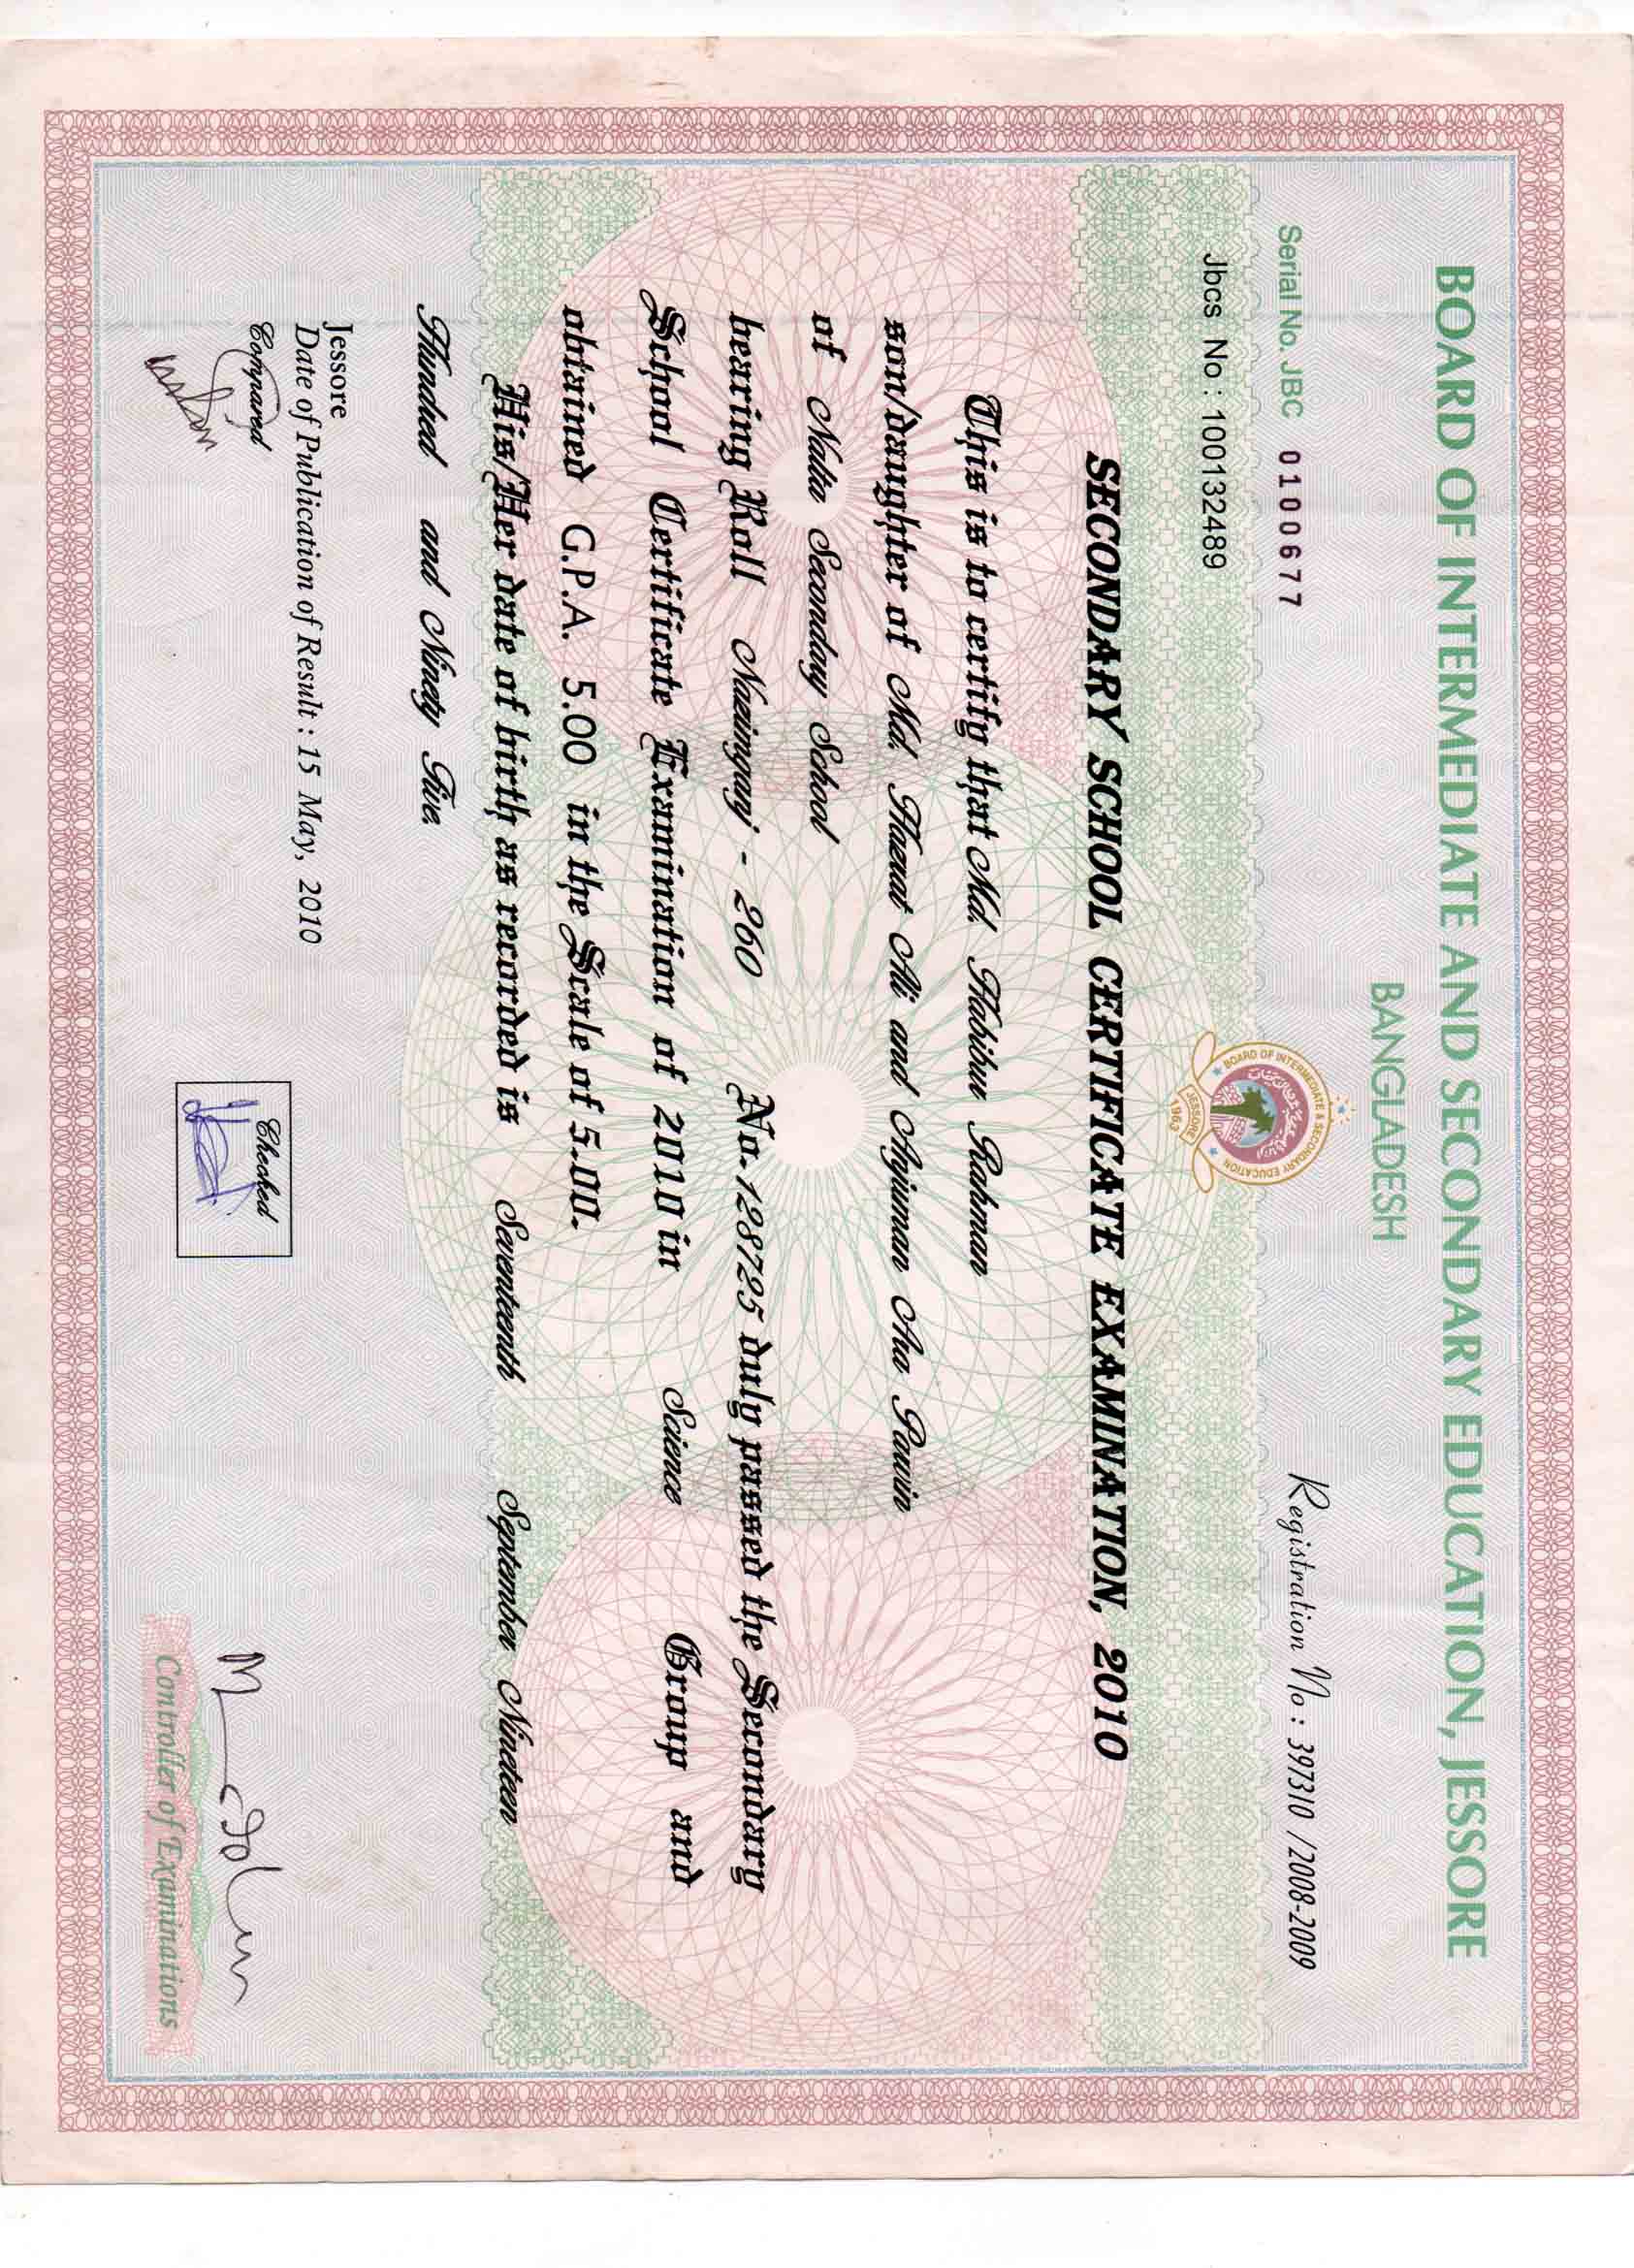 BOARD OF INTERMEDIATE AND SECONDARY EDUCATION, JESSORE
BANGLADESH
Serial No. JBC 0100677
Registration No : 397310 /2008-2009
Jbcs No : 100132489
BOARD OF INTERMEDIATE & SECONDARY EDUCATION
JESSORE
1963
SECONDARY SCHOOL CERTIFICATE EXAMINATION, 2010
This is to certify that Md. Habibur Rahman
son/daughter of Md. Hazrat Ali and Anjuman Ara Parvin
of Nalta Secondary School
bearing Roll Nazimganj - 260 No. 128725 duly passed the Secondary
School Certificate Examination of 2010 in Science Group and
obtained G.P.A. 5.00 in the Scale of 5.00.
His/Her date of birth as recorded is Seventeenth September Nineteen
Hundred and Ninety Five.
Jessore
Date of Publication of Result : 15 May, 2010
Compared
Checked
Controller of Examinations